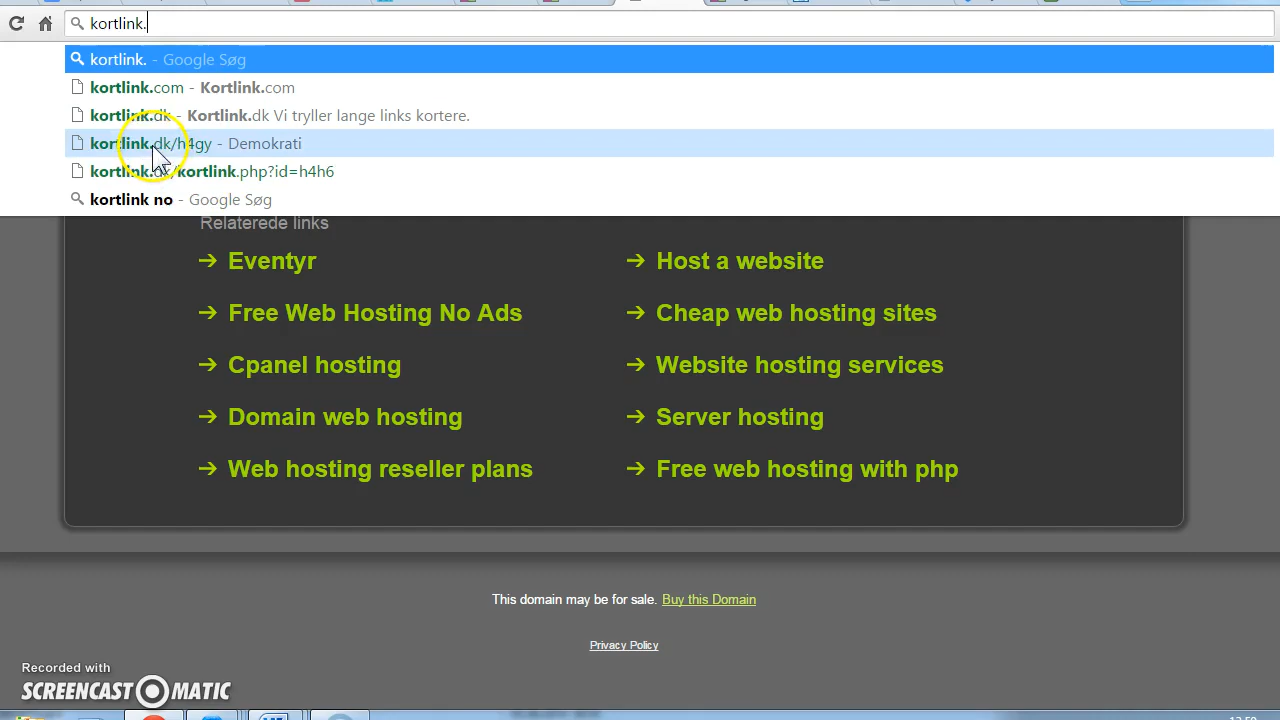 kortlink.
kortlink. - Google Søg
kortlink.com - Kortlink.com
kortlink.dk - Kortlink.dk Vi tryller lange links kortere.
kortlink.dk/h4gy - Demokrati
kortlink.dk/kortlink.php?id=h4h6
kortlink no - Google Søg
Relaterede links
Eventyr
Host a website
Free Web Hosting No Ads
Cheap web hosting sites
Cpanel hosting
Website hosting services
Domain web hosting
Server hosting
Web hosting reseller plans
Free web hosting with php
This domain may be for sale. Buy this Domain
Privacy Policy
Recorded with
SCREENCAST O MATIC